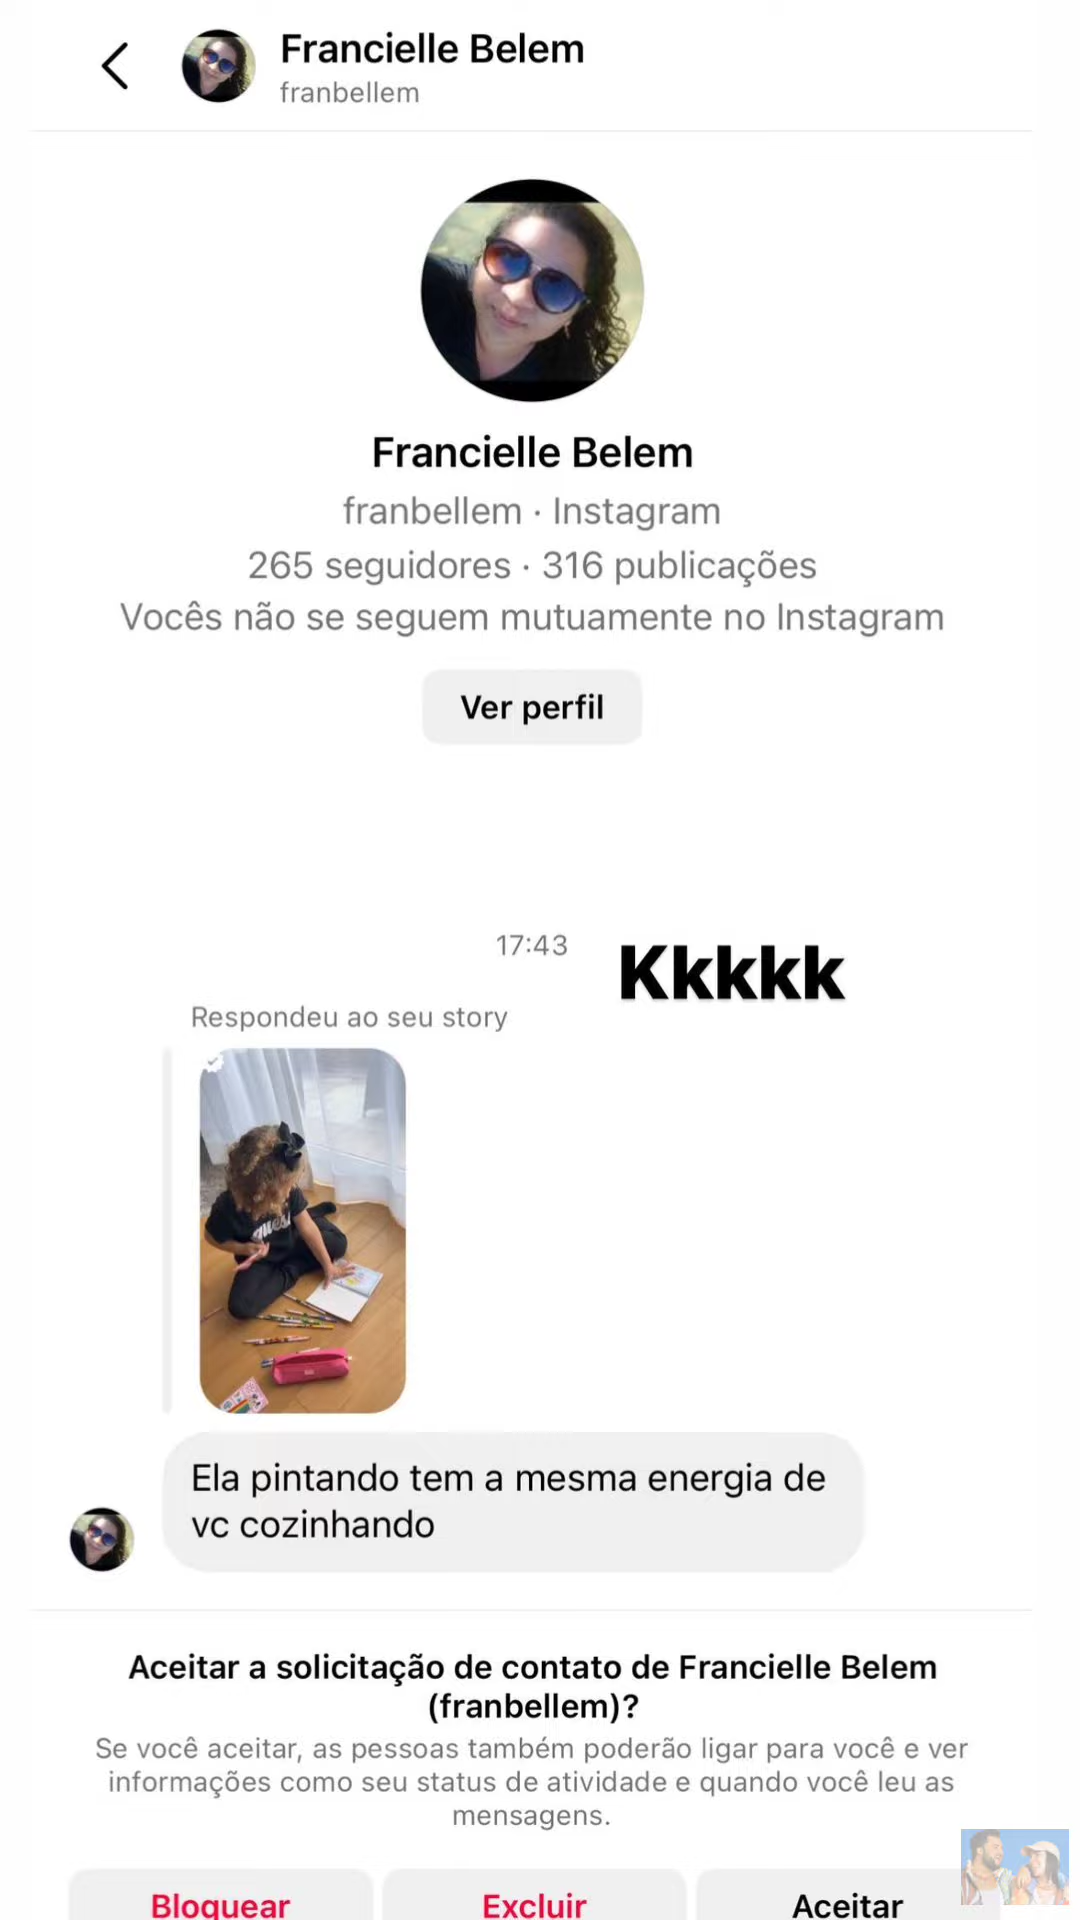 Francielle Belem
franbellem
Francielle Belem
franbellem · Instagram
265 seguidores · 316 publicações
Vocês não se seguem mutuamente no Instagram
Ver perfil
17:43
Kkkkk
Respondeu ao seu story
Ela pintando tem a mesma energia de
vc cozinhando
Aceitar a solicitação de contato de Francielle Belem
(franbellem)?
Se você aceitar, as pessoas também poderão ligar para você e ver
informações como seu status de atividade e quando você leu as
mensagens.
Bloquear
Excluir
Aceitar